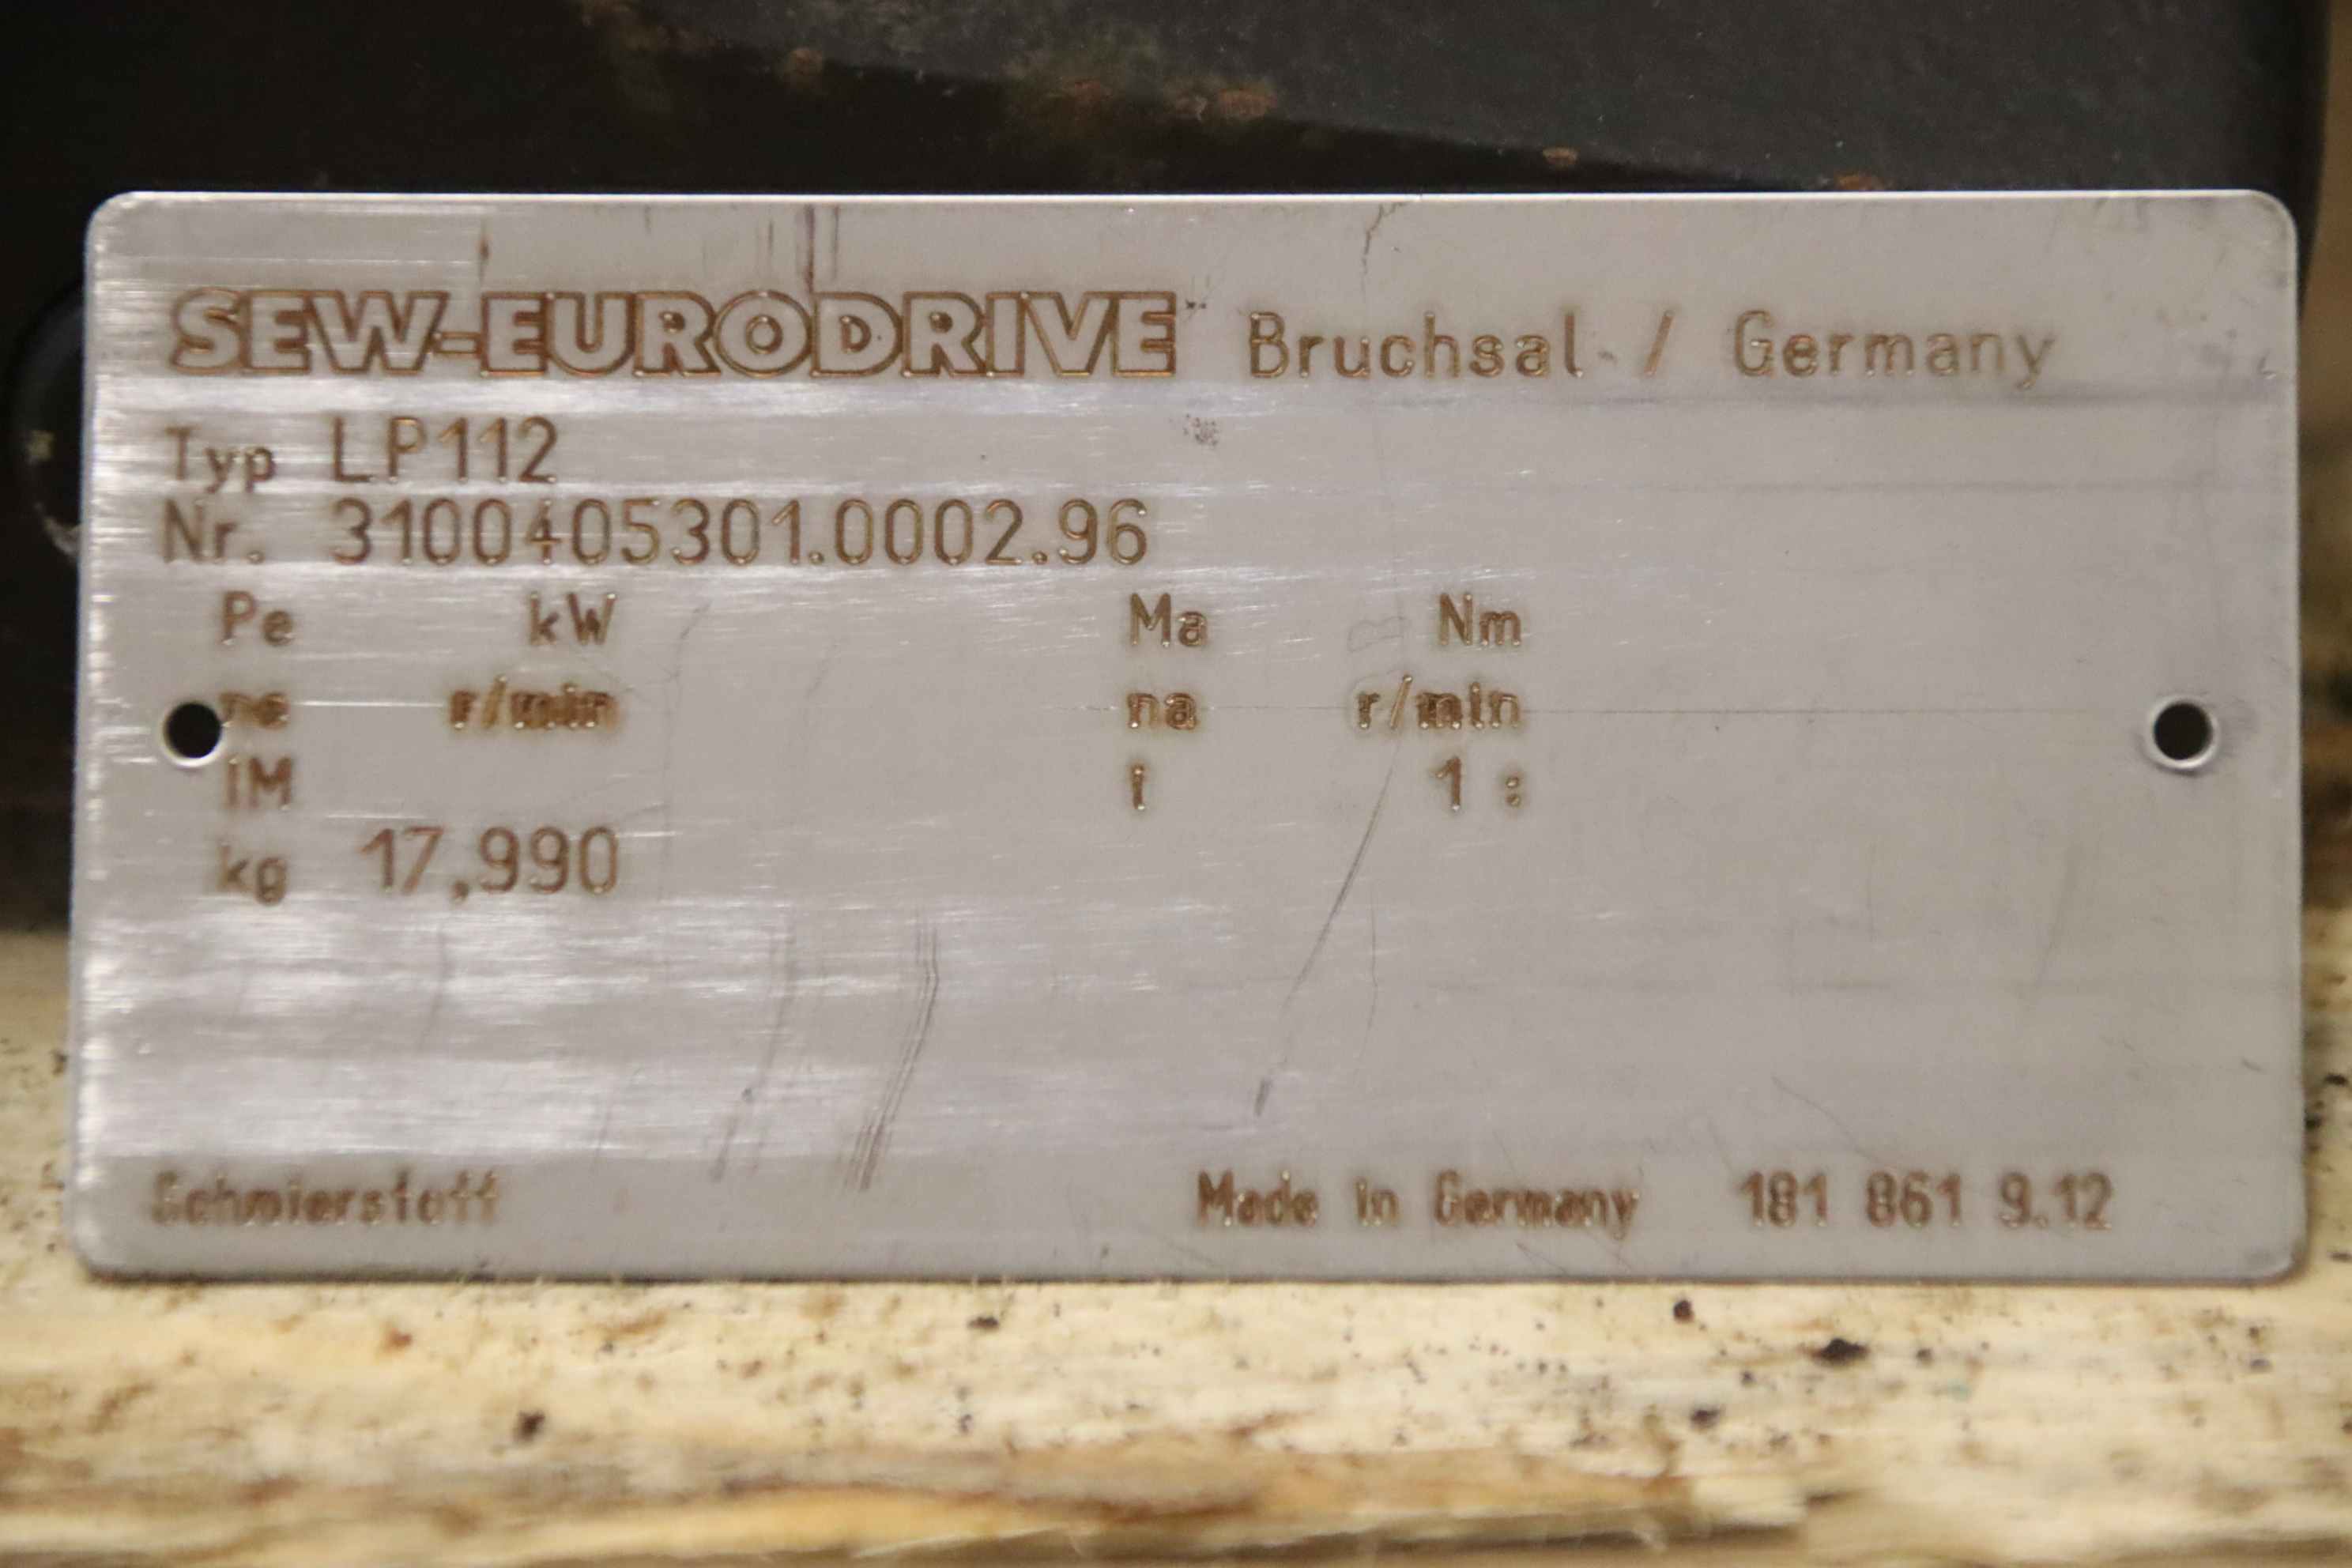 SEW-EURODRIVE Bruchsal / Germany
Typ LP112
Nr. 3100405301.0002.96
Pe kW Ma Nm
ne r/min na r/min
IM i 1 :
kg 17,990
Schmierstoff Made in Germany 181 861 9.12